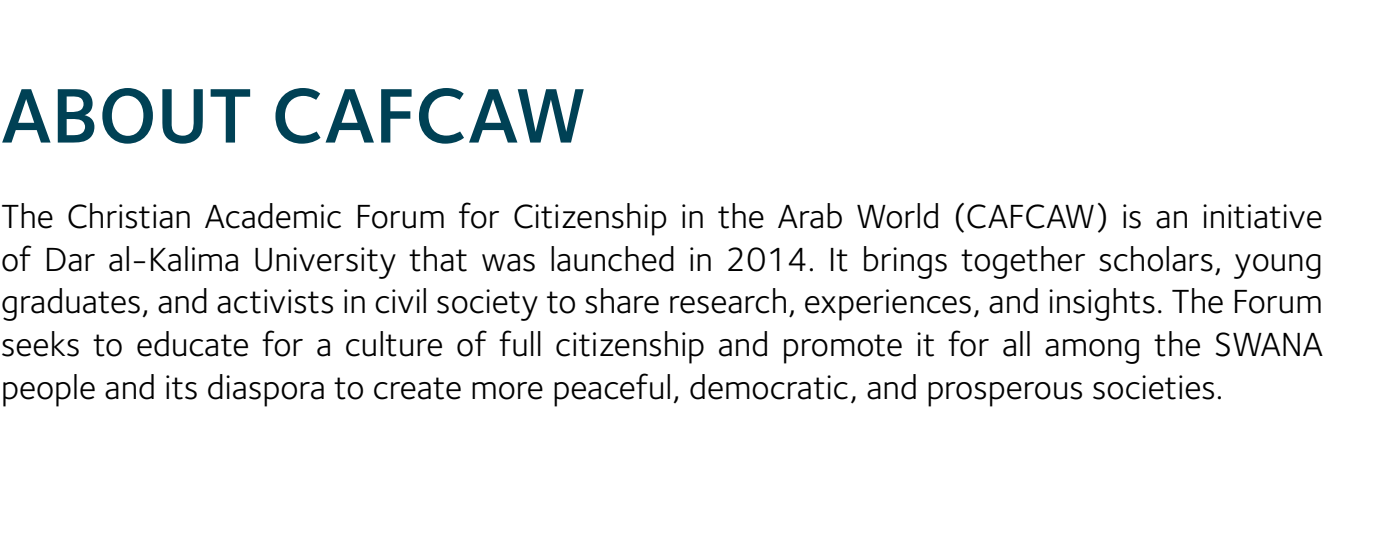 ABOUT CAFCAW
The Christian Academic Forum for Citizenship in the Arab World (CAFCAW) is an initiative
of Dar al-Kalima University that was launched in 2014. It brings together scholars, young
graduates, and activists in civil society to share research, experiences, and insights. The Forum
seeks to educate for a culture of full citizenship and promote it for all among the SWANA
people and its diaspora to create more peaceful, democratic, and prosperous societies.